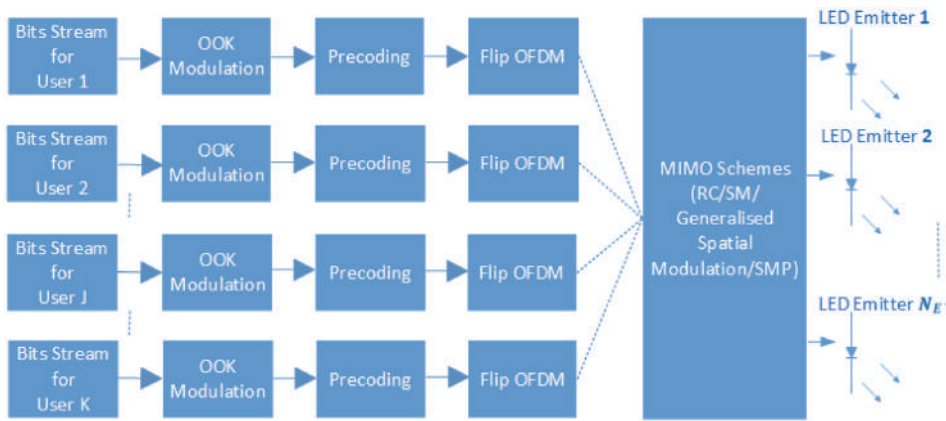 Bits Stream
for
User 1
OOK
Modulation
Precoding
Flip OFDM
Bits Stream
for
User 2
OOK
Modulation
Precoding
Flip OFDM
Bits Stream
for
User J
OOK
Modulation
Precoding
Flip OFDM
Bits Stream
for
User K
OOK
Modulation
Precoding
Flip OFDM
MIMO Schemes
(RC/SM/
Generalised
Spatial
Modulation/SMP)
LED Emitter 1
LED Emitter 2
LED Emitter N_E